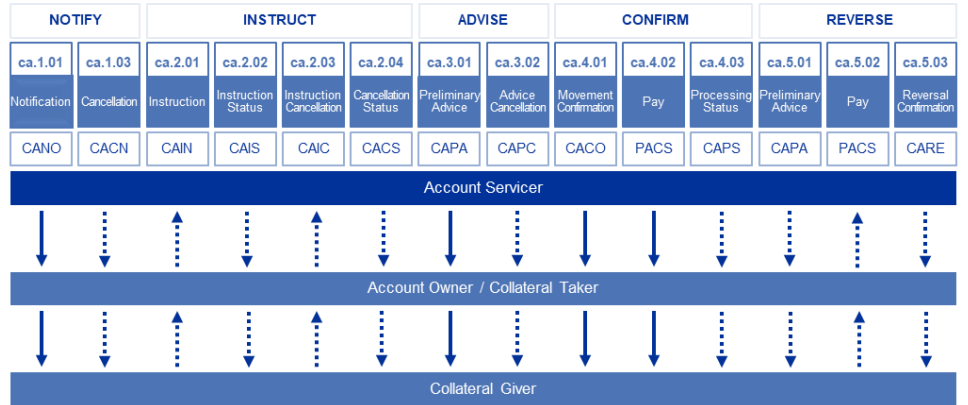 NOTIFY INSTRUCT ADVISE CONFIRM REVERSE
ca.1.01 ca.1.03 ca.2.01 ca.2.02 ca.2.03 ca.2.04 ca.3.01 ca.3.02 ca.4.01 ca.4.02 ca.4.03 ca.5.01 ca.5.02 ca.5.03
Notification Cancellation Instruction Instruction Status Instruction Cancellation Cancellation Status Preliminary Advice Advice Cancellation Movement Confirmation Pay Processing Status Preliminary Advice Pay Reversal Confirmation
CANO CACN CAIN CAIS CAIC CACS CAPA CAPC CACO PACS CAPS CAPA PACS CARE
Account Servicer
Account Owner / Collateral Taker
Collateral Giver